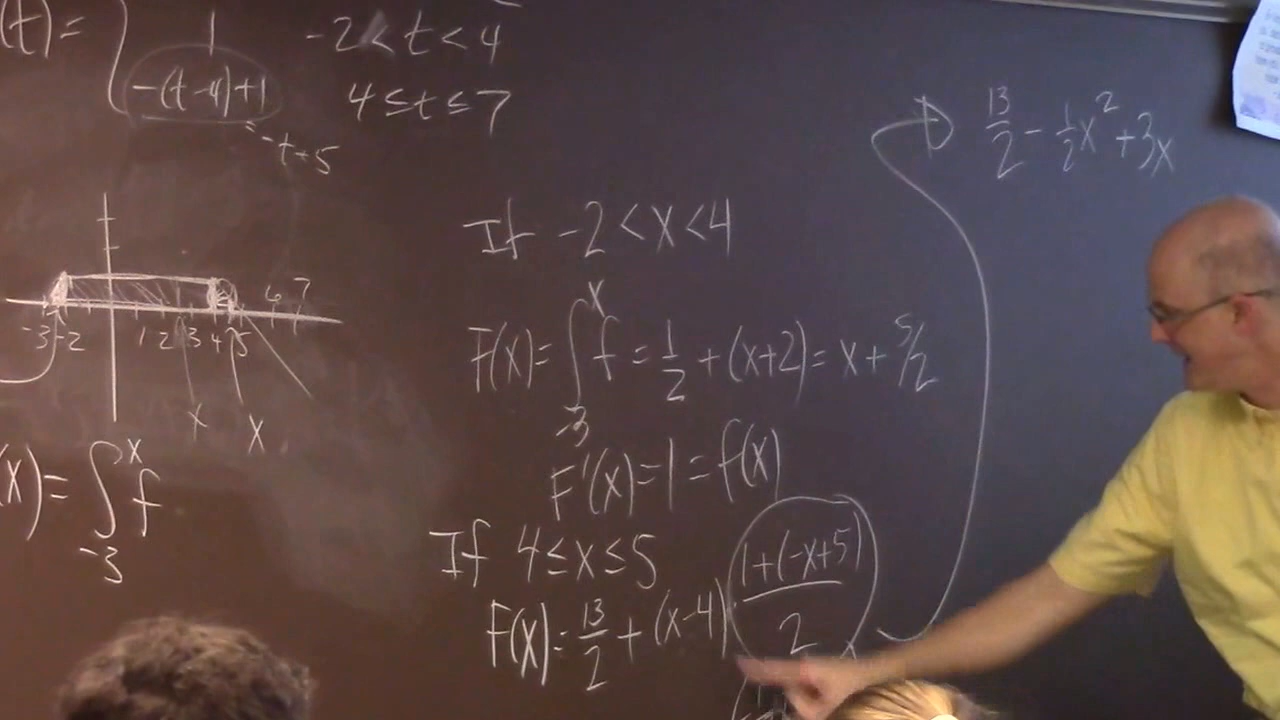 (t) = { 1 -2 < t < 4
-(t-4)+1 4 ≤ t ≤ 7
= -t+5
-3 -2 1 2 3 4 5 6 7
x x
(x) = ∫_{-3}^{x} f
If -2 < x < 4
F(x) = ∫_{-3}^{x} f = 1/2 + (x+2) = x + 5/2
F'(x) = 1 = f(x)
If 4 ≤ x ≤ 5
F(x) = 13/2 + (x-4) (1+(-x+5))/2
13/2 - 1/2 x² + 3x